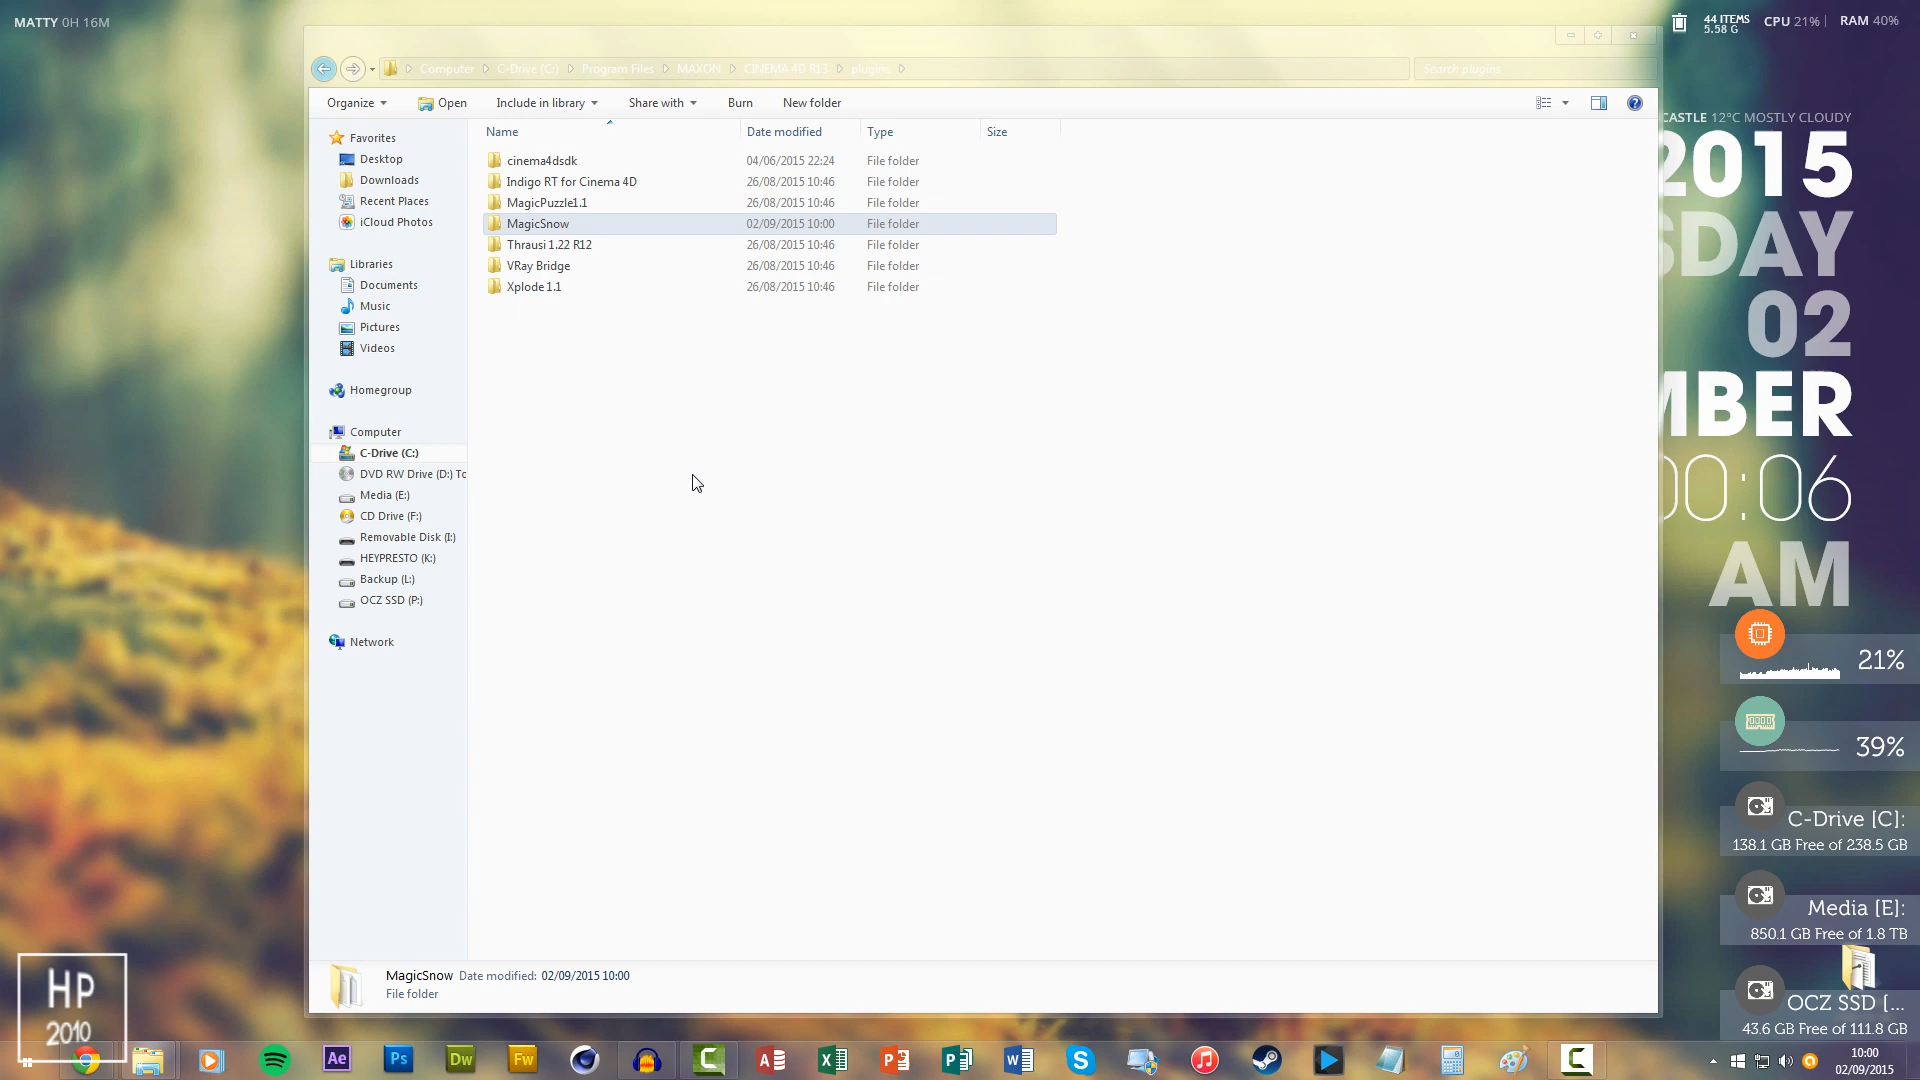 MATTY 0H 16M
44 ITEMS
5.58 G
CPU 21% | RAM 40%
Computer C-Drive (C:) Program Files MAXON CINEMA 4D R13 plugins
Search plugins
Organize Open Include in library Share with Burn New folder
Name Date modified Type Size
cinema4dsdk 04/06/2015 22:24 File folder
Indigo RT for Cinema 4D 26/08/2015 10:46 File folder
MagicPuzzle1.1 26/08/2015 10:46 File folder
MagicSnow 02/09/2015 10:00 File folder
Thrausi 1.22 R12 26/08/2015 10:46 File folder
VRay Bridge 26/08/2015 10:46 File folder
Xplode 1.1 26/08/2015 10:46 File folder
Favorites
Desktop
Downloads
Recent Places
iCloud Photos
Libraries
Documents
Music
Pictures
Videos
Homegroup
Computer
C-Drive (C:)
DVD RW Drive (D:) To
Media (E:)
CD Drive (F:)
Removable Disk (I:)
HEYPRESTO (K:)
Backup (L:)
OCZ SSD (P:)
Network
MagicSnow Date modified: 02/09/2015 10:00
File folder
CASTLE 12°C MOSTLY CLOUDY
2015
SDAY
02
MBER
00:06
AM
21%
39%
C-Drive [C]:
138.1 GB Free of 238.5 GB
Media [E]:
850.1 GB Free of 1.8 TB
OCZ SSD [...
43.6 GB Free of 111.8 GB
HP
2010
Ae Ps Dw Fw
10:00
02/09/2015